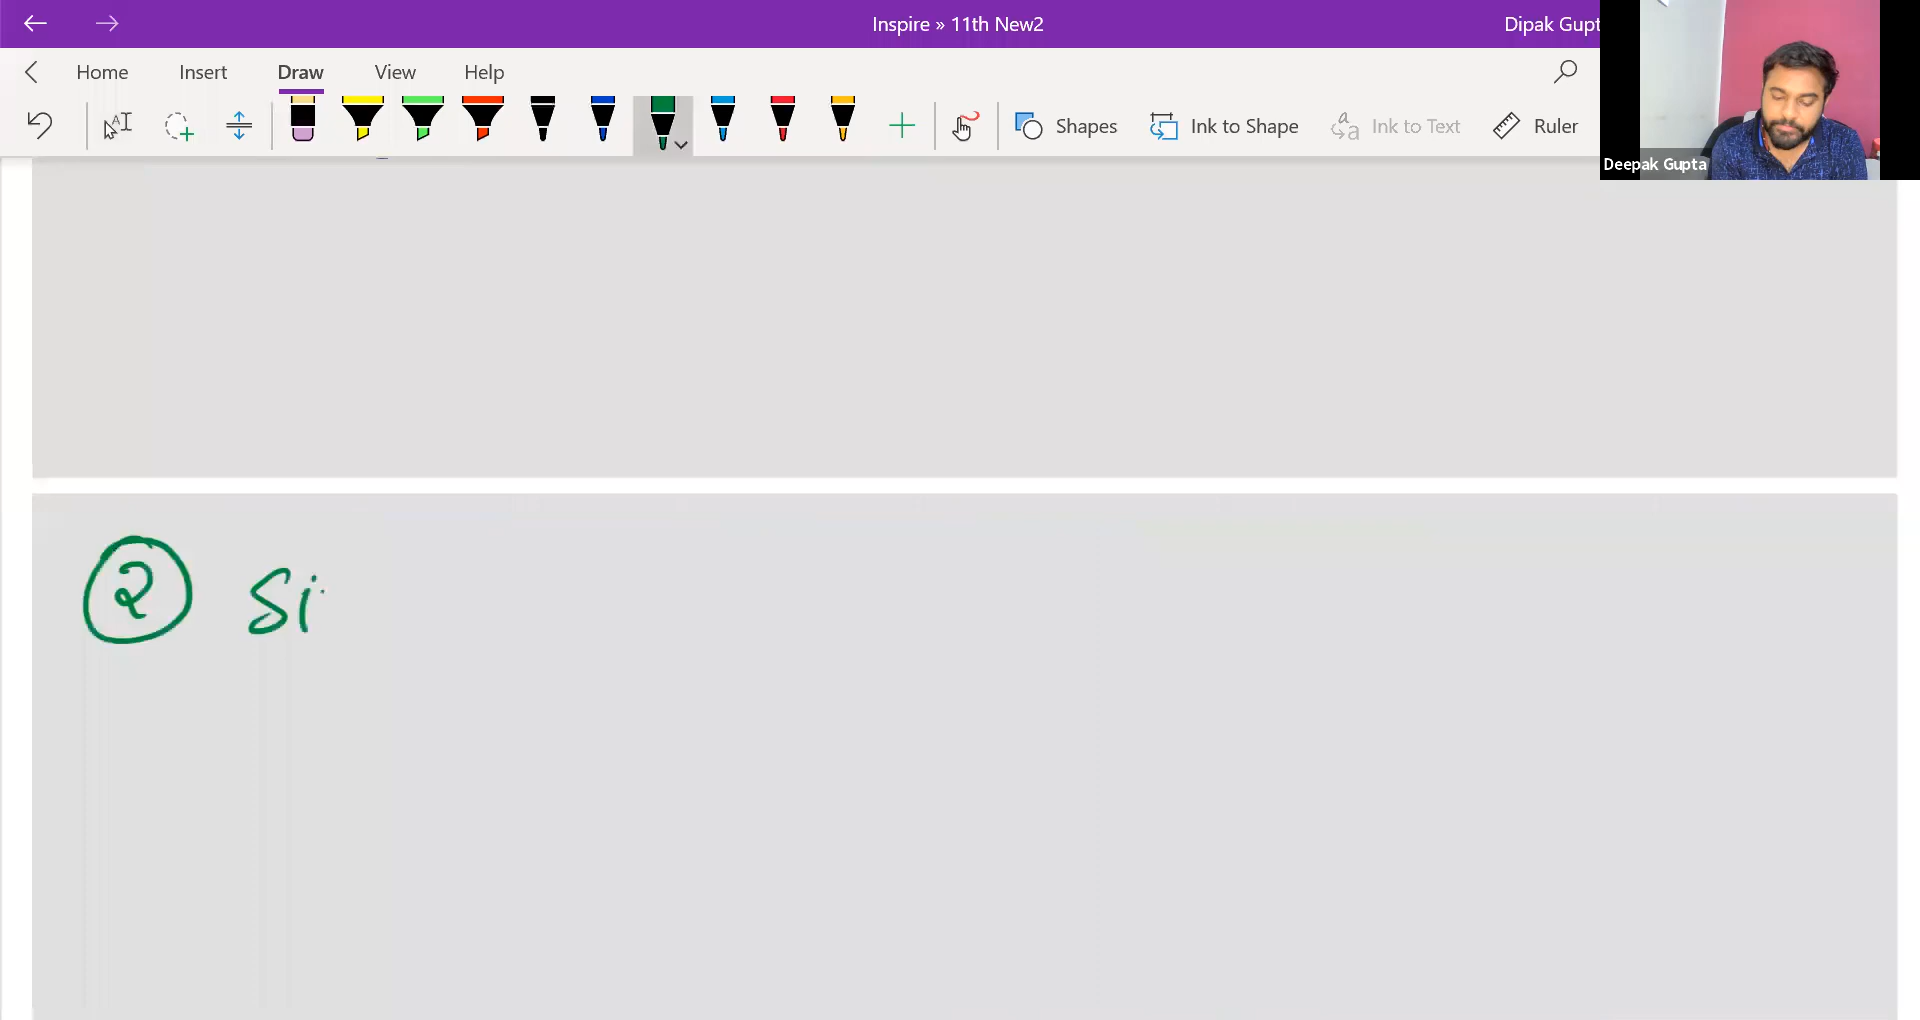 Inspire » 11th New2
Dipak Gupt
Home Insert Draw View Help
Shapes Ink to Shape Ink to Text Ruler
Deepak Gupta
2 Si